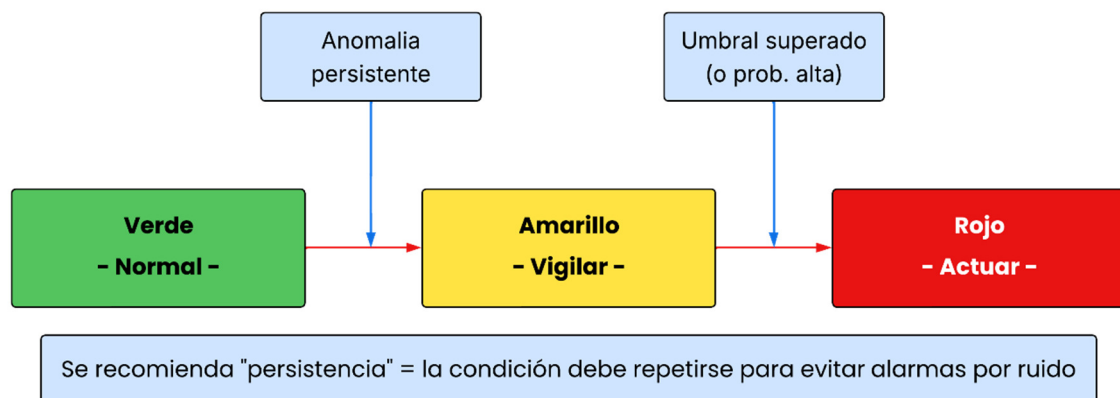 Anomalia
persistente
Umbral superado
(o prob. alta)
Verde
- Normal -
Amarillo
- Vigilar -
Rojo
- Actuar -
Se recomienda "persistencia" = la condición debe repetirse para evitar alarmas por ruido